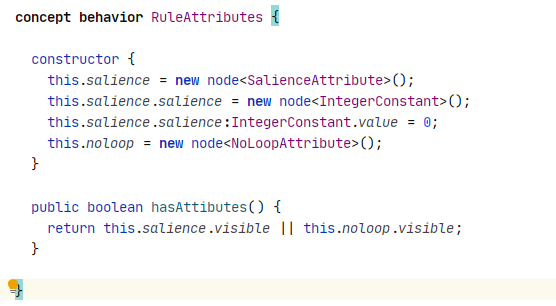 concept behavior RuleAttributes {
constructor {
this.salience = new node<SalienceAttribute>();
this.salience.salience = new node<IntegerConstant>();
this.salience.salience:IntegerConstant.value = 0;
this.noloop = new node<NoLoopAttribute>();
}
public boolean hasAttibutes() {
return this.salience.visible || this.noloop.visible;
}
}